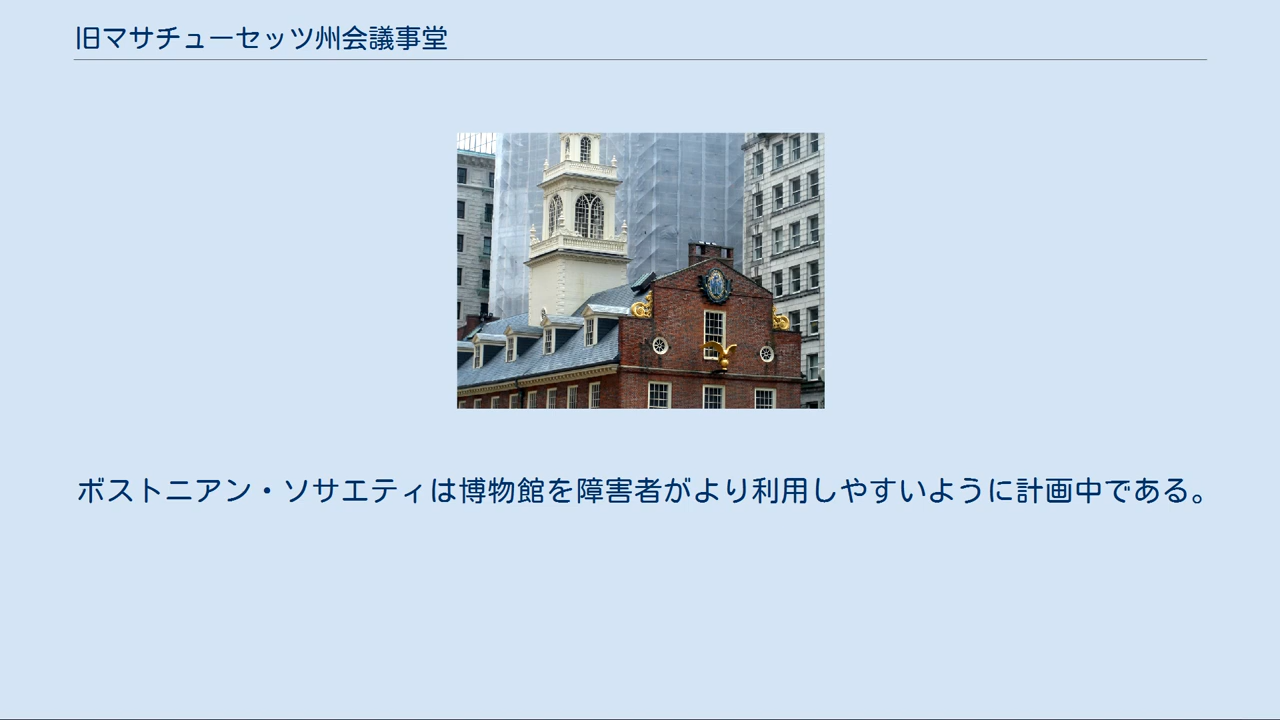 旧マサチューセッツ州会議事堂
ボストニアン・ソサエティは博物館を障害者がより利用しやすいように計画中である。